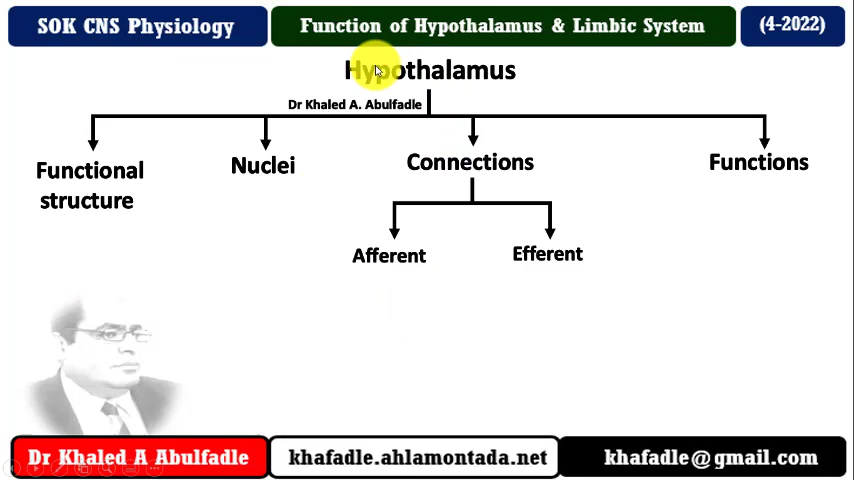 SOK CNS Physiology
Function of Hypothalamus & Limbic System
(4-2022)
Hypothalamus
Dr Khaled A. Abulfadle
Functional
structure
Nuclei
Connections
Functions
Afferent
Efferent
Dr Khaled A Abulfadle
khafadle.ahlamontada.net
khafadle@gmail.com